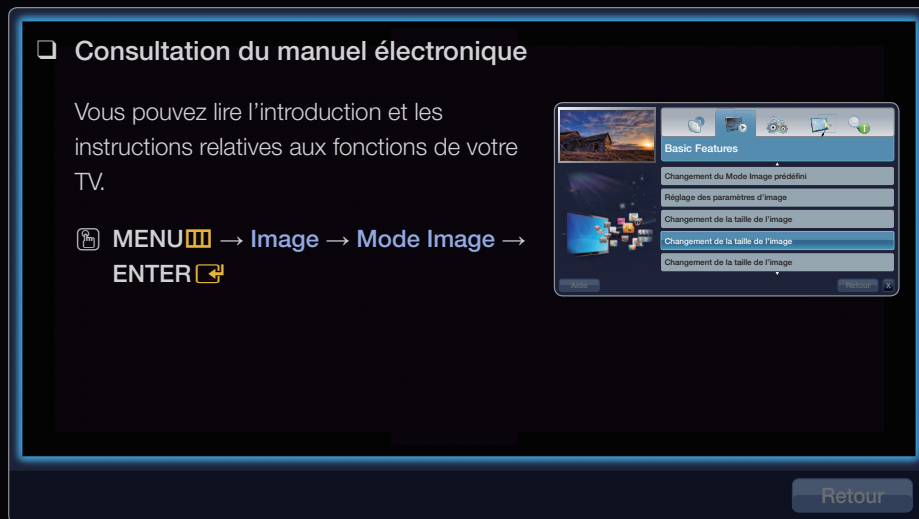 ❑ Consultation du manuel électronique
Vous pouvez lire l’introduction et les
instructions relatives aux fonctions de votre
TV.
MENU → Image → Mode Image →
ENTER
Basic Features
Changement du Mode Image prédéfini
Réglage des paramètres d’image
Changement de la taille de l’image
Changement de la taille de l’image
Changement de la taille de l’image
Aide
Retour X
Retour